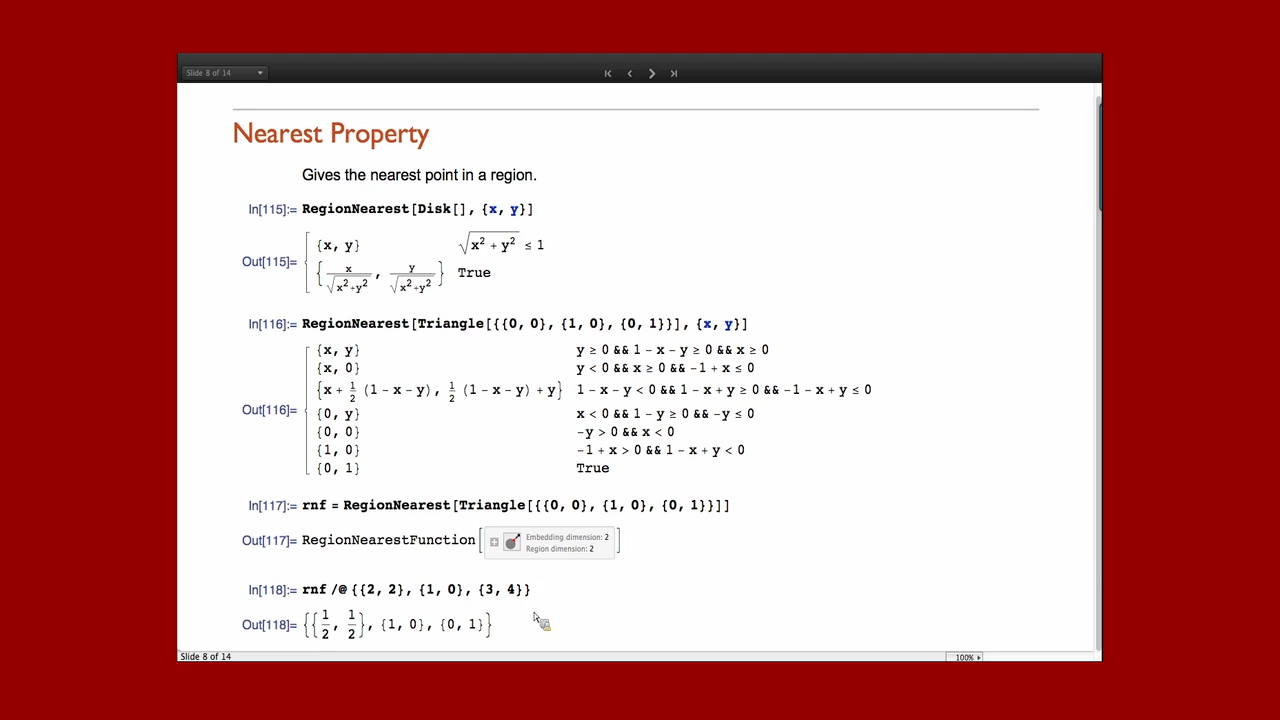 Slide 8 of 14
Nearest Property
Gives the nearest point in a region.
In[115]:= RegionNearest[Disk[], {x, y}]
Out[115]= {x, y} √x² + y² ≤ 1
{x/√x²+y², y/√x²+y²} True
In[116]:= RegionNearest[Triangle[{{0, 0}, {1, 0}, {0, 1}}], {x, y}]
Out[116]= {x, y} y ≥ 0 && 1 - x - y ≥ 0 && x ≥ 0
{x, 0} y < 0 && x ≥ 0 && -1 + x ≤ 0
{x + 1/2 (1 - x - y), 1/2 (1 - x - y) + y} 1 - x - y < 0 && 1 - x + y ≥ 0 && -1 - x + y ≤ 0
{0, y} x < 0 && 1 - y ≥ 0 && -y ≤ 0
{0, 0} -y > 0 && x < 0
{1, 0} -1 + x > 0 && 1 - x + y < 0
{0, 1} True
In[117]:= rnf = RegionNearest[Triangle[{{0, 0}, {1, 0}, {0, 1}}]]
Out[117]= RegionNearestFunction[Embedding dimension: 2
Region dimension: 2]
In[118]:= rnf /@ {{2, 2}, {1, 0}, {3, 4}}
Out[118]= {{1/2, 1/2}, {1, 0}, {0, 1}}
Slide 8 of 14
100%